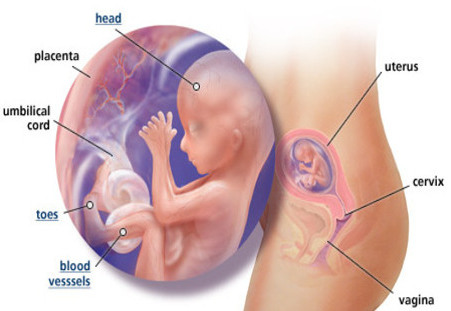 head
placenta
umbilical
cord
toes
blood
vesssels
uterus
cervix
vagina